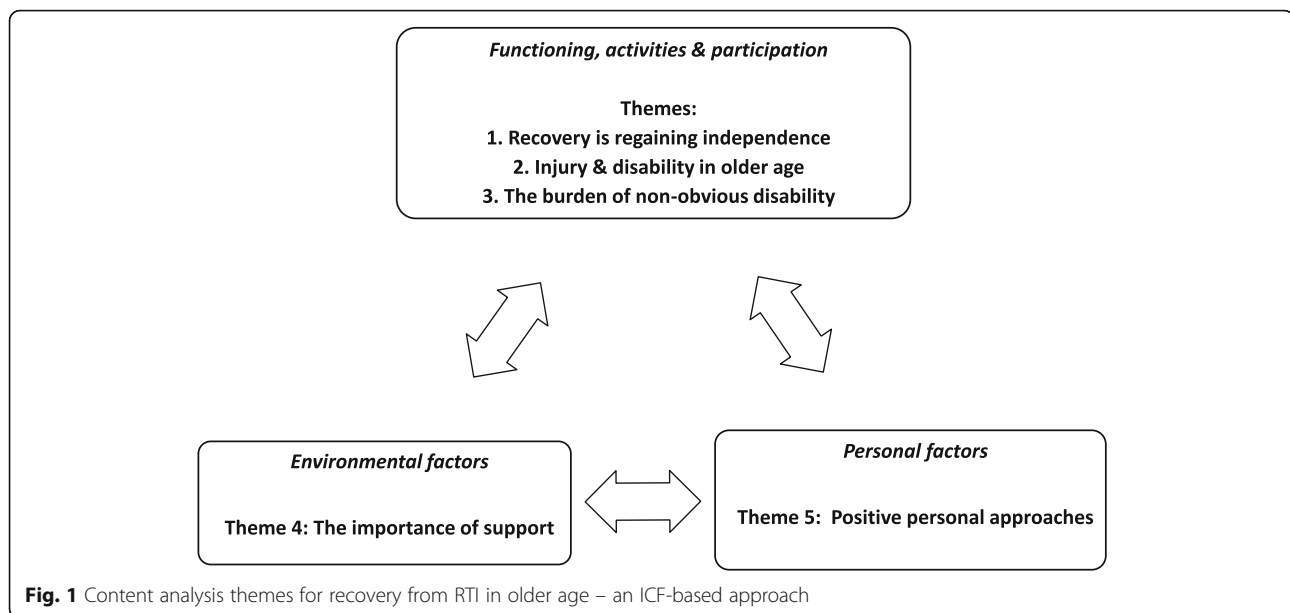 Functioning, activities & participation
Themes:
1. Recovery is regaining independence
2. Injury & disability in older age
3. The burden of non-obvious disability
Environmental factors
Theme 4: The importance of support
Personal factors
Theme 5: Positive personal approaches
Fig. 1 Content analysis themes for recovery from RTI in older age – an ICF-based approach